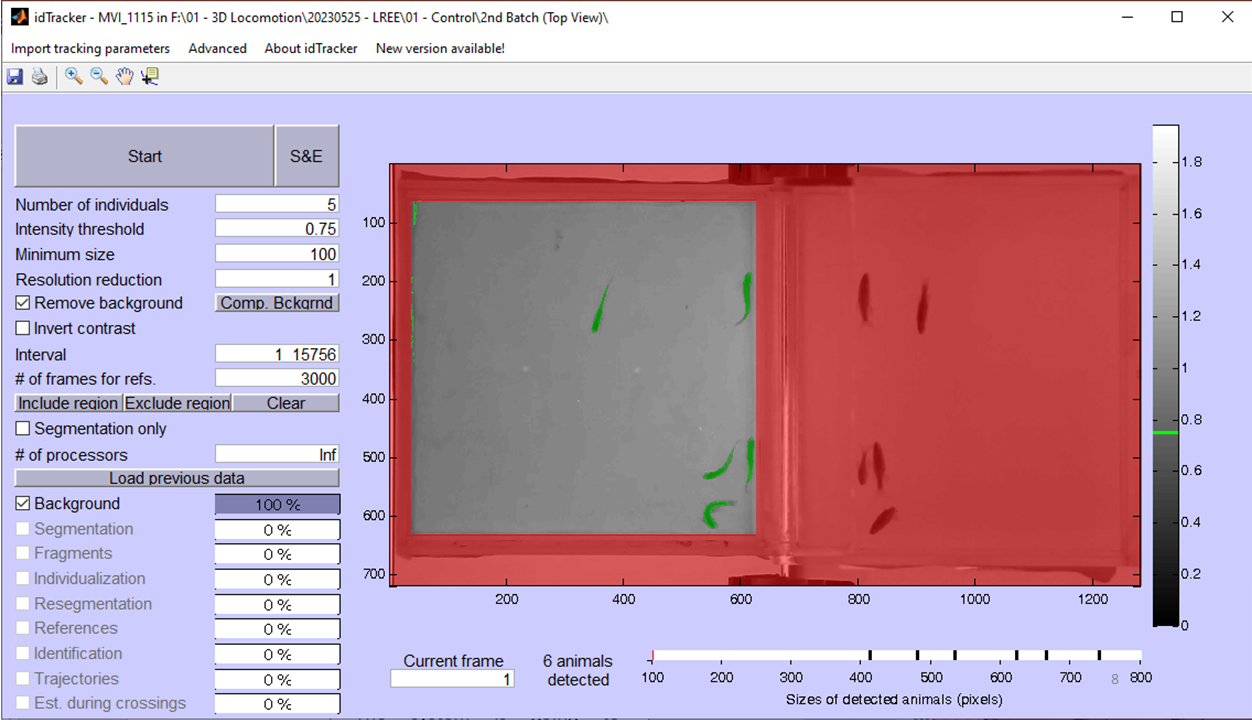 idTracker - MVI_1115 in F:\01 - 3D Locomotion\20230525 - LREE\01 - Control\2nd Batch (Top View)\
Import tracking parameters Advanced About idTracker New version available!
Start S&E
Number of individuals 5
Intensity threshold 0.75
Minimum size 100
Resolution reduction 1
Remove background Comp. Bckgrnd
Invert contrast
Interval 1 15756
# of frames for refs. 3000
Include region Exclude region Clear
Segmentation only
# of processors Inf
Load previous data
Background 100 %
Segmentation 0 %
Fragments 0 %
Individualization 0 %
Resegmentation 0 %
References 0 %
Identification 0 %
Trajectories 0 %
Est. during crossings 0 %
100
200
300
400
500
600
700
200 400 600 800 1000 1200
1.8
1.6
1.4
1.2
1
0.8
0.6
0.4
0.2
0
Current frame
1
6 animals
detected
100 200 300 400 500 600 700 8 800
Sizes of detected animals (pixels)